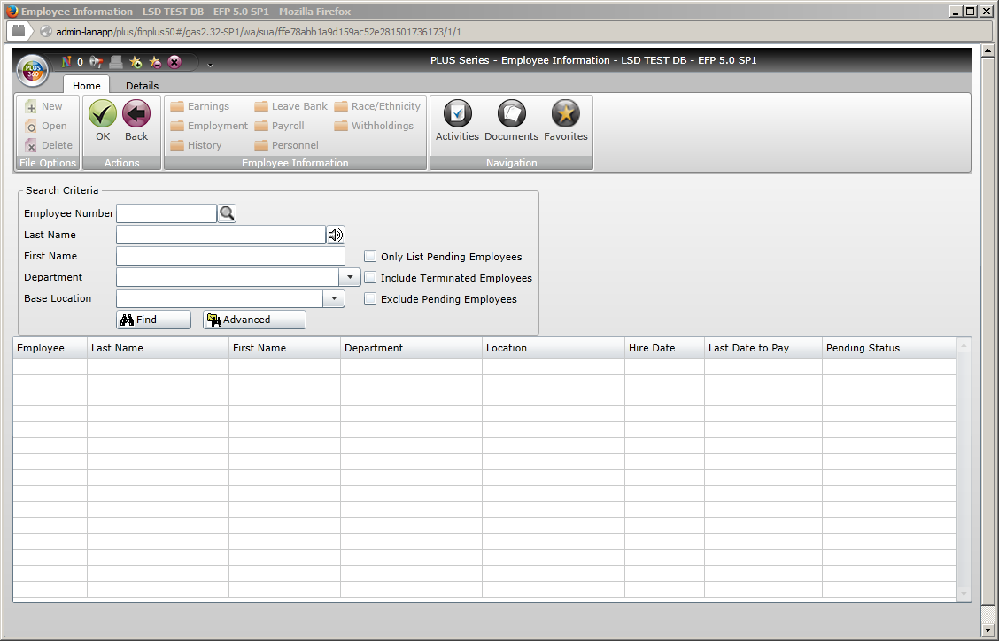 Employee Information - LSD TEST DB - EFP 5.0 SP1 - Mozilla Firefox
admin-lanapp/plus/finplus50#/gas2.32-SP1/wa/sua/ffe78abb1a9d159ac52e281501736173/1/1
PLUS 360
N 0
PLUS Series - Employee Information - LSD TEST DB - EFP 5.0 SP1
Home Details
New
Open
Delete
File Options
OK Back
Actions
Earnings Leave Bank Race/Ethnicity
Employment Payroll Withholdings
History Personnel
Employee Information
Activities Documents Favorites
Navigation
Search Criteria
Employee Number
Last Name
First Name Only List Pending Employees
Department Include Terminated Employees
Base Location Exclude Pending Employees
Find Advanced
Employee Last Name First Name Department Location Hire Date Last Date to Pay Pending Status